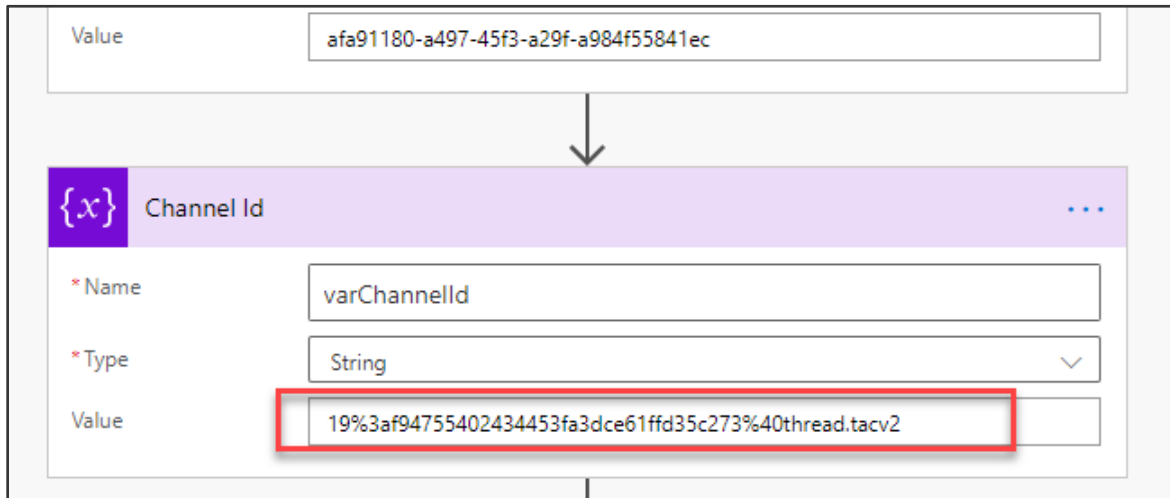 Value
afa91180-a497-45f3-a29f-a984f55841ec
{x} Channel Id
* Name
varChannelId
* Type
String
Value
19%3af94755402434453fa3dce61ffd35c273%40thread.tacv2